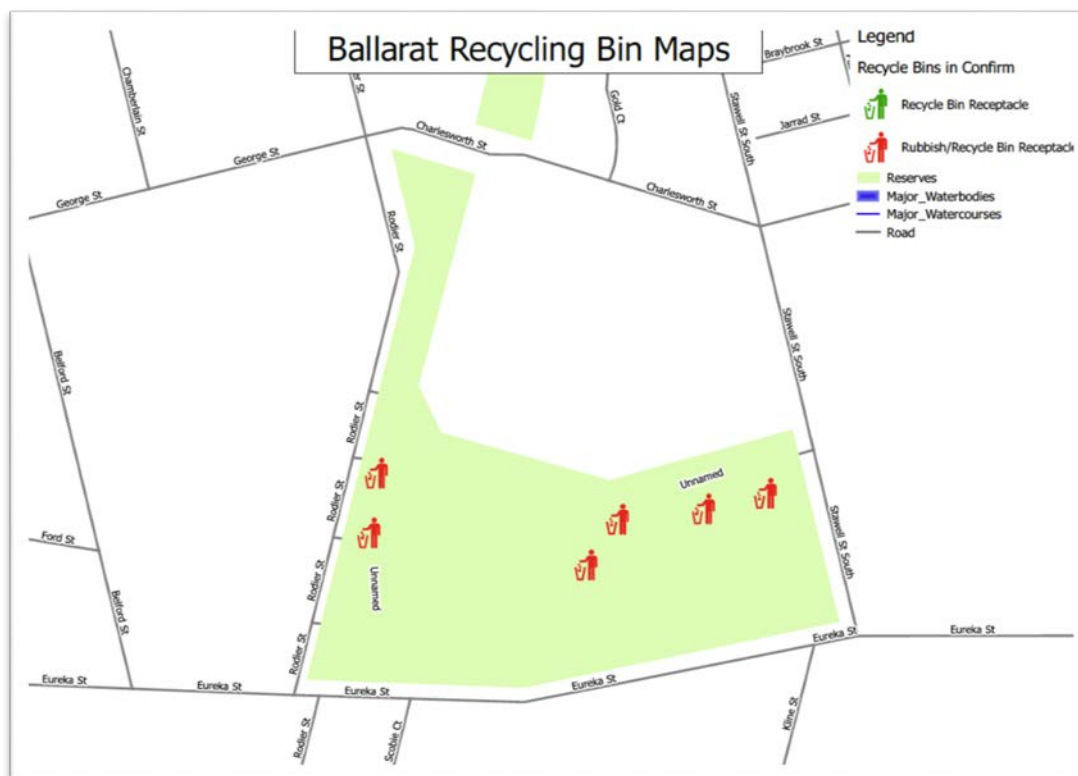 Ballarat Recycling Bin Maps
Legend
Recycle Bins in Confirm
Recycle Bin Receptacle
Rubbish/Recycle Bin Receptack
Reserves
Major_Waterbodies
Major_Watercourses
Road
Braybrook St
Jarrad St
Chamberlain St
er St
Gold Ct
Stawell St South
Charlesworth St
George St
George St
Charlesworth St
Rodier St
Belford St
Stawell St South
Rodier St
Rodier St
Unnamed
Stawell St South
Ford St
Rodier St
Unnamed
Belford St
Rodier St
Eureka St
Eureka St
Eureka St
Eureka St
Eureka St
Eureka St
Rodier St
Scobie Ct
Kline St